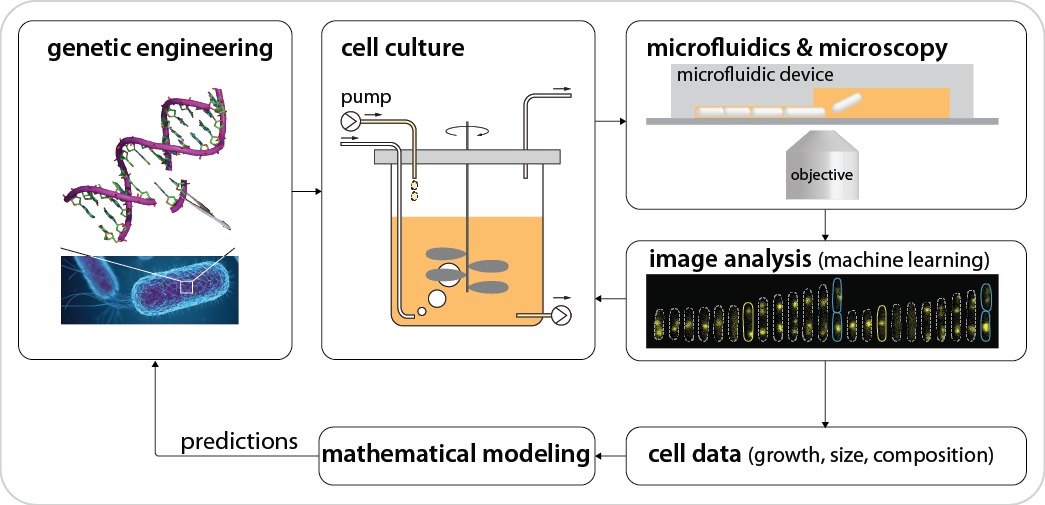 genetic engineering
cell culture
pump
microfluidics & microscopy
microfluidic device
objective
image analysis (machine learning)
predictions
mathematical modeling
cell data (growth, size, composition)